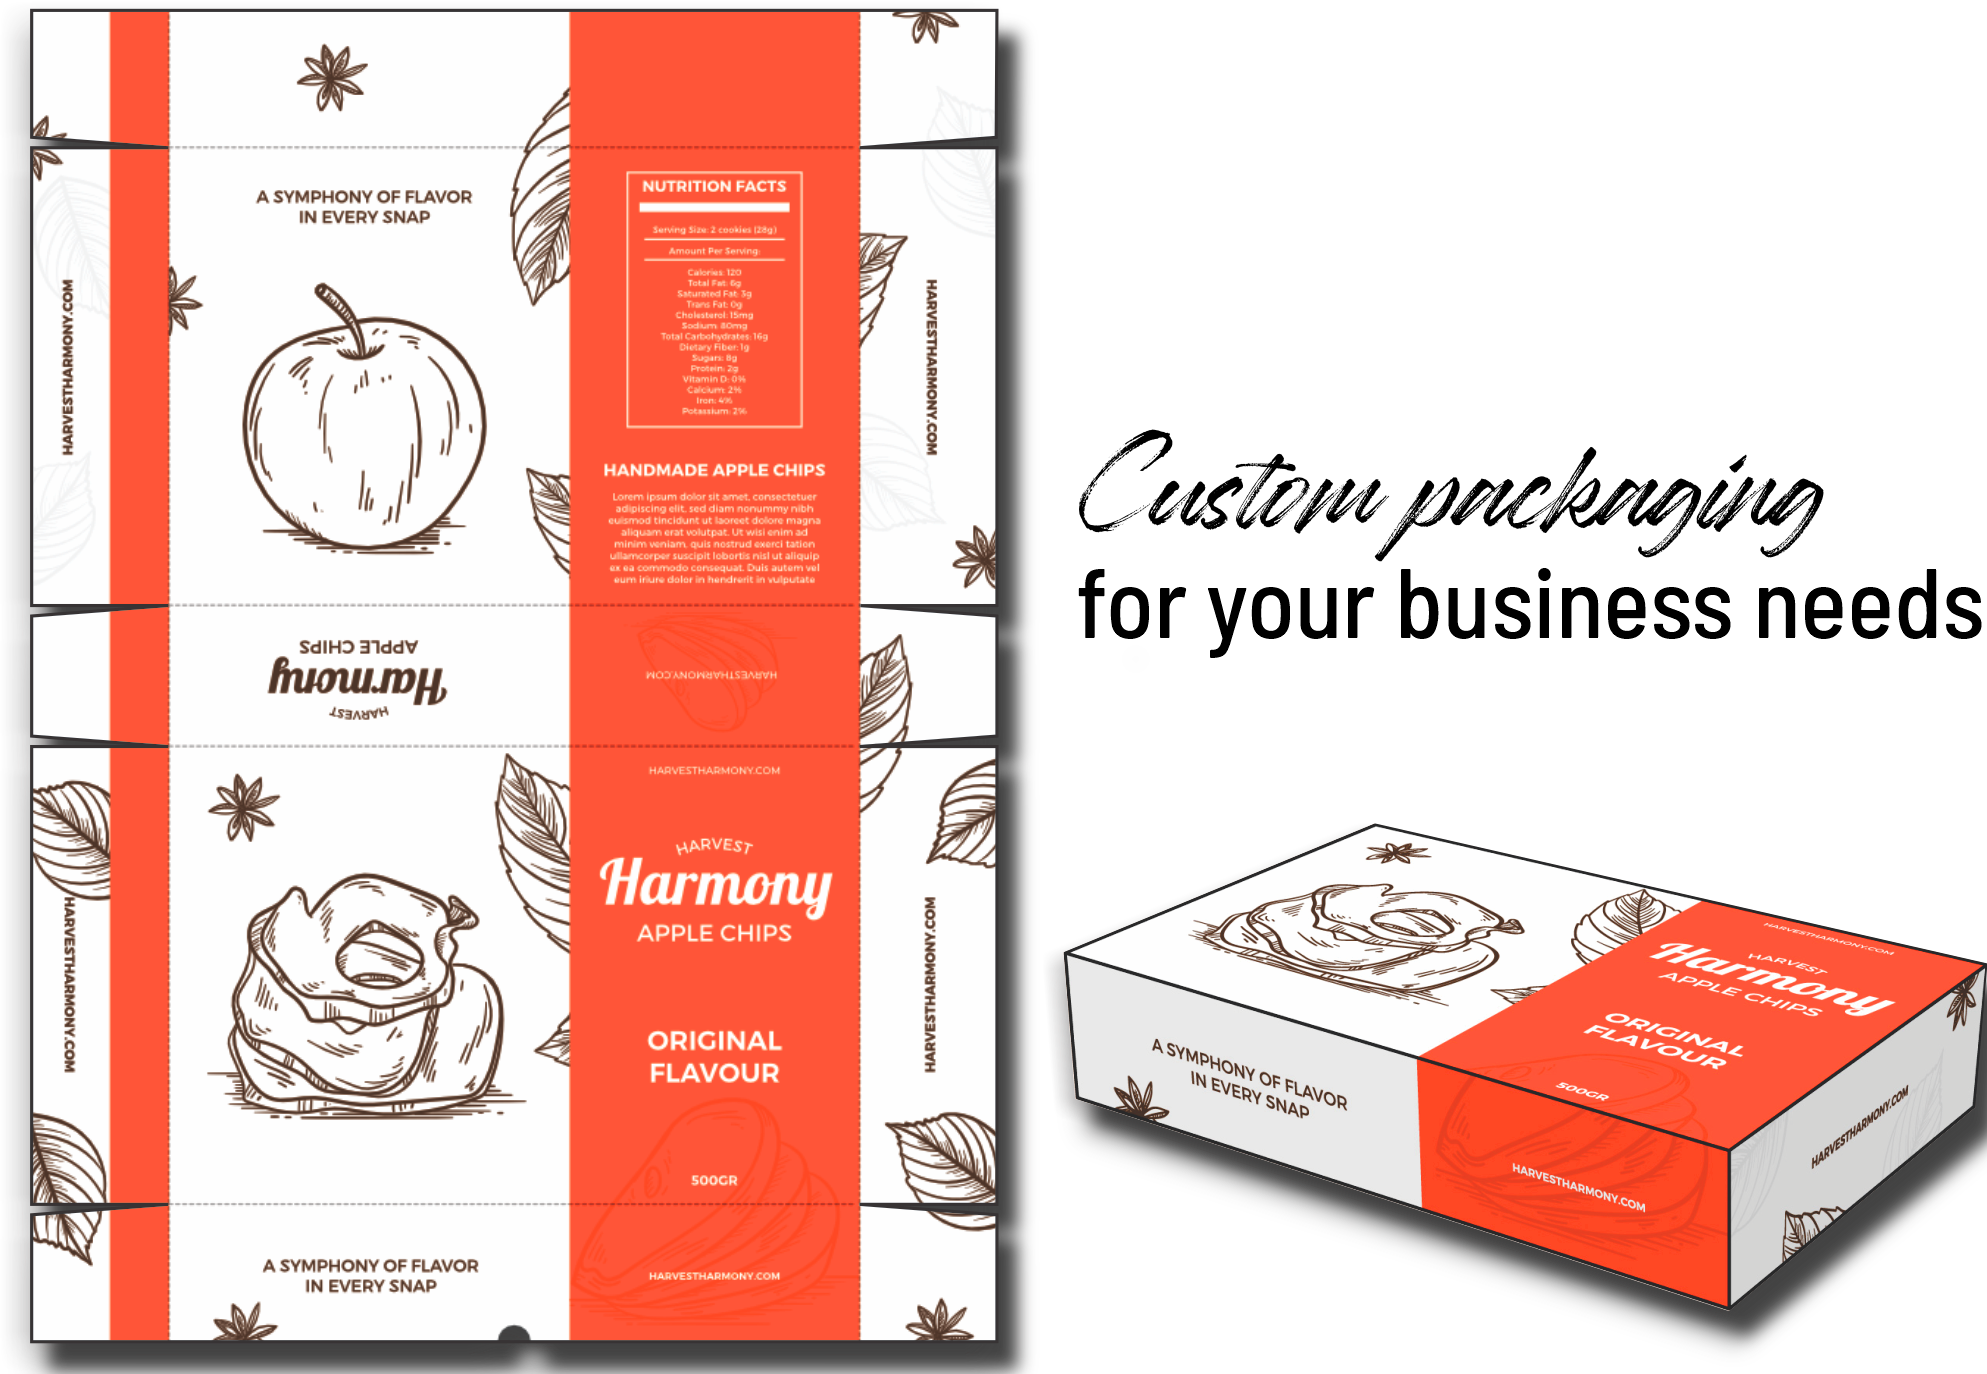 A SYMPHONY OF FLAVOR
IN EVERY SNAP
HARVESTHARMONY.COM
NUTRITION FACTS
Serving Size: 2 cookies (28g)
Amount Per Serving:
Calories: 120
Total Fat: 6g
Saturated Fat: 3g
Trans Fat: 0g
Cholesterol: 15mg
Sodium: 80mg
Total Carbohydrates: 16g
Dietary Fiber: 1g
Sugars: 8g
Protein: 2g
Vitamin D: 0%
Calcium: 2%
Iron: 4%
Potassium: 2%
HANDMADE APPLE CHIPS
Lorem ipsum dolor sit amet, consectetuer
adipiscing elit, sed diam nonummy nibh
euismod tincidunt ut laoreet dolore magna
aliquam erat volutpat. Ut wisi enim ad
minim veniam, quis nostrud exerci tation
ullamcorper suscipit lobortis nisl ut aliquip
ex ea commodo consequat. Duis autem vel
eum iriure dolor in hendrerit in vulputate
HARVESTHARMONY.COM
HARVEST
Harmony
APPLE CHIPS
HARVESTHARMONY.COM
HARVESTHARMONY.COM
HARVESTHARMONY.COM
HARVEST
Harmony
APPLE CHIPS
ORIGINAL
FLAVOUR
500GR
HARVESTHARMONY.COM
A SYMPHONY OF FLAVOR
IN EVERY SNAP
HARVESTHARMONY.COM
Custom packaging
for your business needs
HARVESTHARMONY.COM
HARVEST
Harmony
APPLE CHIPS
ORIGINAL
FLAVOUR
500GR
A SYMPHONY OF FLAVOR
IN EVERY SNAP
HARVESTHARMONY.COM
HARVESTHARMONY.COM